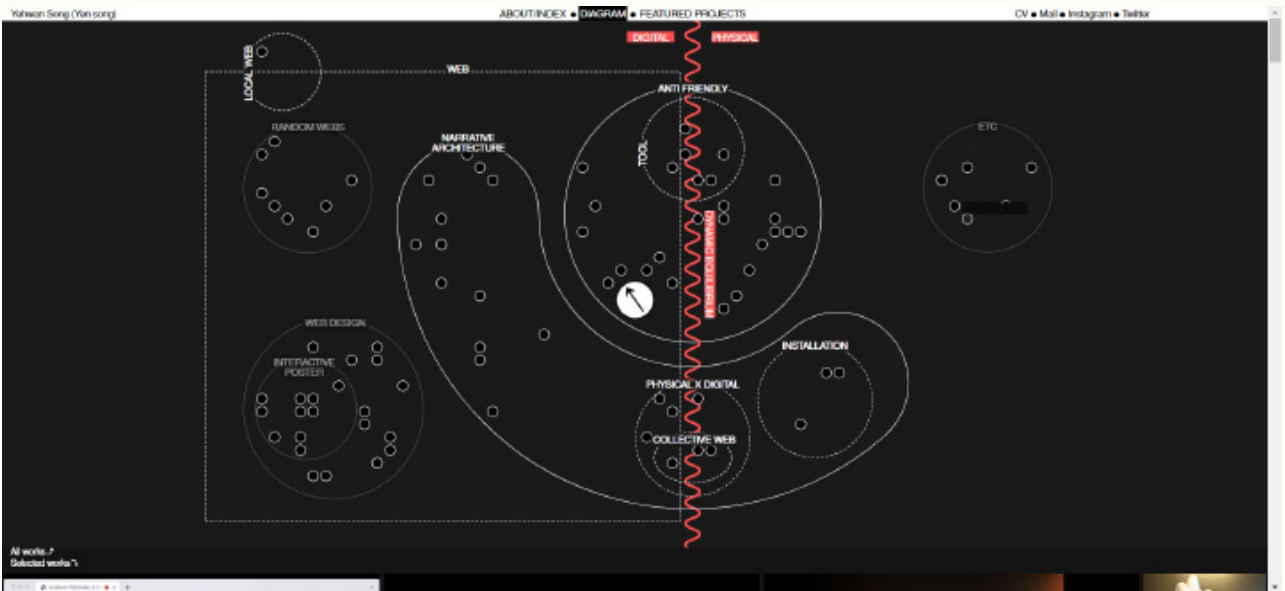 Yehwan Song (Yen song)
ABOUT/INDEX ● DIAGRAM ● FEATURED PROJECTS
CV ● Mail ● Instagram ● Twitter
DIGITAL
PHYSICAL
LOCAL WEB
WEB
ANTI FRIENDLY
RANDOM WEBS
NARRATIVE
ARCHITECTURE
TOOL
ETC
DYNAMIC EQUILIBRIUM
WEB DESIGN
INTERACTIVE
POSTER
INSTALLATION
PHYSICAL X DIGITAL
COLLECTIVE WEB
All works
Selected works